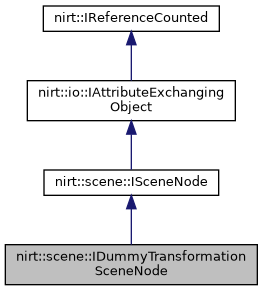 nirt::IReferenceCounted
nirt::io::IAttributeExchanging
Object
nirt::scene::ISceneNode
nirt::scene::IDummyTransformation
SceneNode